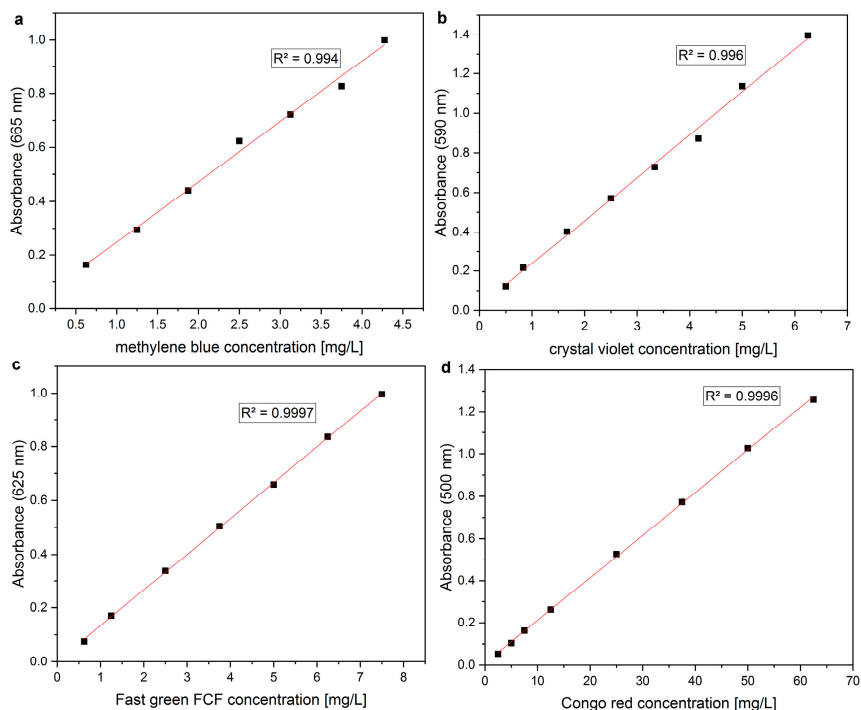 a
R² = 0.994
Absorbance (665 nm)
1.0
0.8
0.6
0.4
0.2
0.0
0.5 1.0 1.5 2.0 2.5 3.0 3.5 4.0 4.5
methylene blue concentration [mg/L]
b
R² = 0.996
Absorbance (590 nm)
1.4
1.2
1.0
0.8
0.6
0.4
0.2
0.0
0 1 2 3 4 5 6 7
crystal violet concentration [mg/L]
c
R² = 0.9997
Absorbance (625 nm)
1.0
0.8
0.6
0.4
0.2
0.0
0 1 2 3 4 5 6 7 8
Fast green FCF concentration [mg/L]
d
R² = 0.9996
Absorbance (500 nm)
1.4
1.2
1.0
0.8
0.6
0.4
0.2
0.0
0 10 20 30 40 50 60 70
Congo red concentration [mg/L]